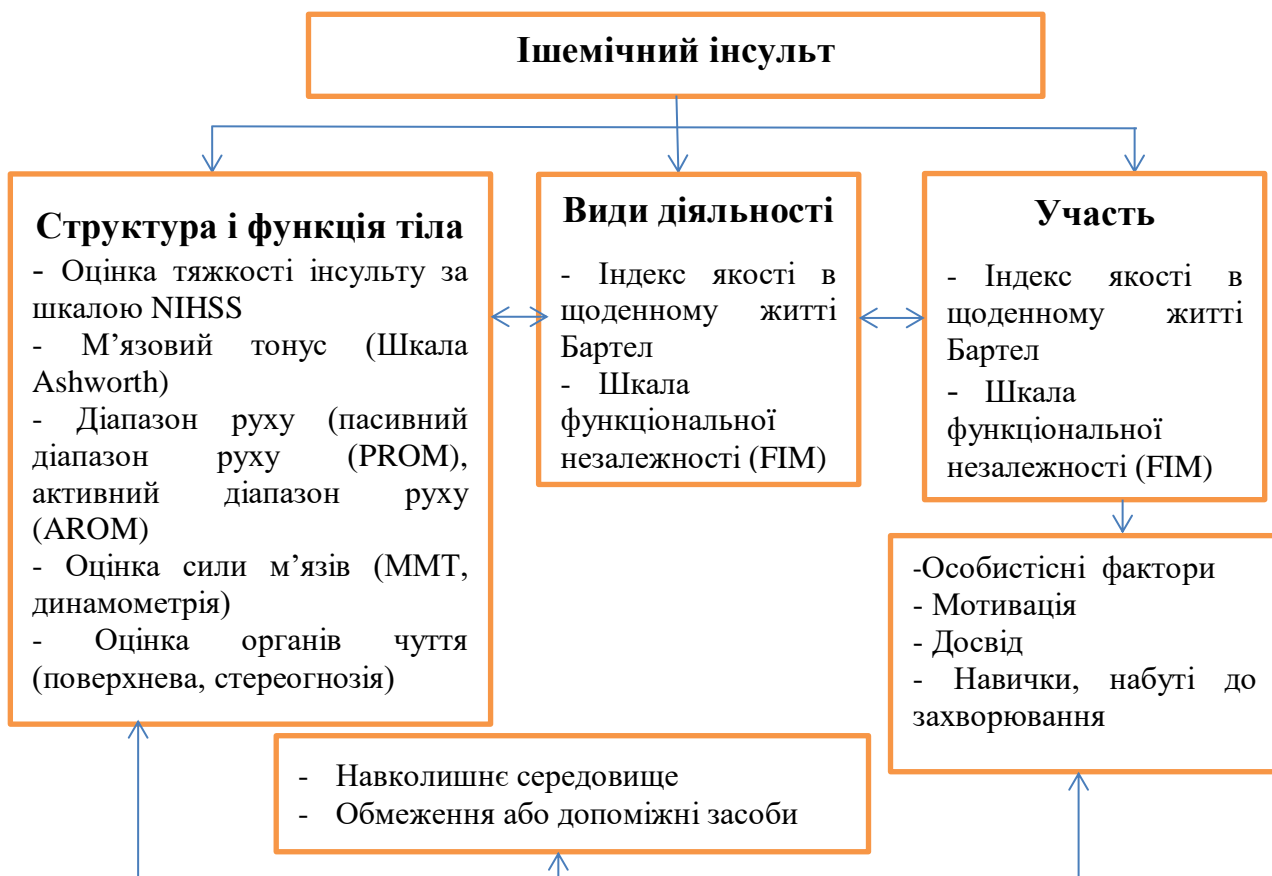 Ішемічний інсульт
Структура і функція тіла
- Оцінка тяжкості інсульту за
шкалою NIHSS
- М’язовий тонус (Шкала
Ashworth)
- Діапазон руху (пасивний
діапазон руху (PROM),
активний діапазон руху
(AROM)
- Оцінка сили м’язів (ММТ,
динамометрія)
- Оцінка органів чуття
(поверхнева, стереогнозія)
Види діяльності
- Індекс якості в
щоденному житті
Бартел
- Шкала
функціональної
незалежності (FIM)
Участь
- Індекс якості в
щоденному житті
Бартел
- Шкала
функціональної
незалежності (FIM)
-Особистісні фактори
- Мотивація
- Досвід
- Навички, набуті до
захворювання
- Навколишнє середовище
- Обмеження або допоміжні засоби